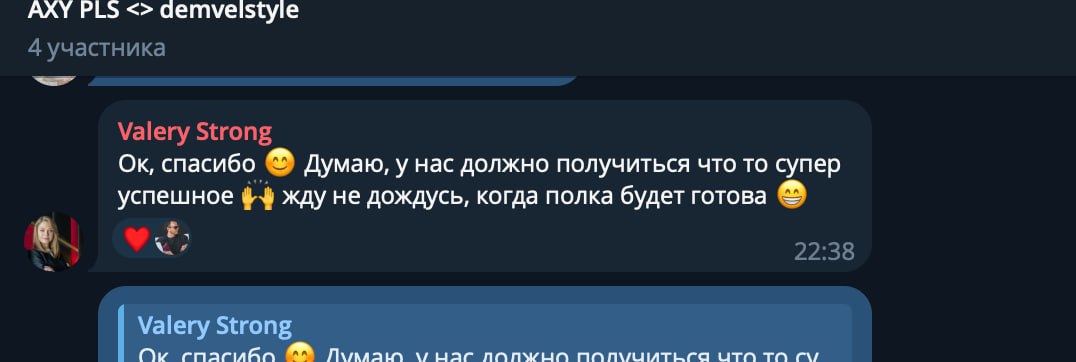 AXY PLS <> demvelstyle
4 участника
Valery Strong
Ок, спасибо 😊 Думаю, у нас должно получиться что то супер
успешное 🙌 жду не дождусь, когда полка будет готова 😁
22:38
Valery Strong
Ок, спасибо 😊 Думаю, у нас должно получиться что то су